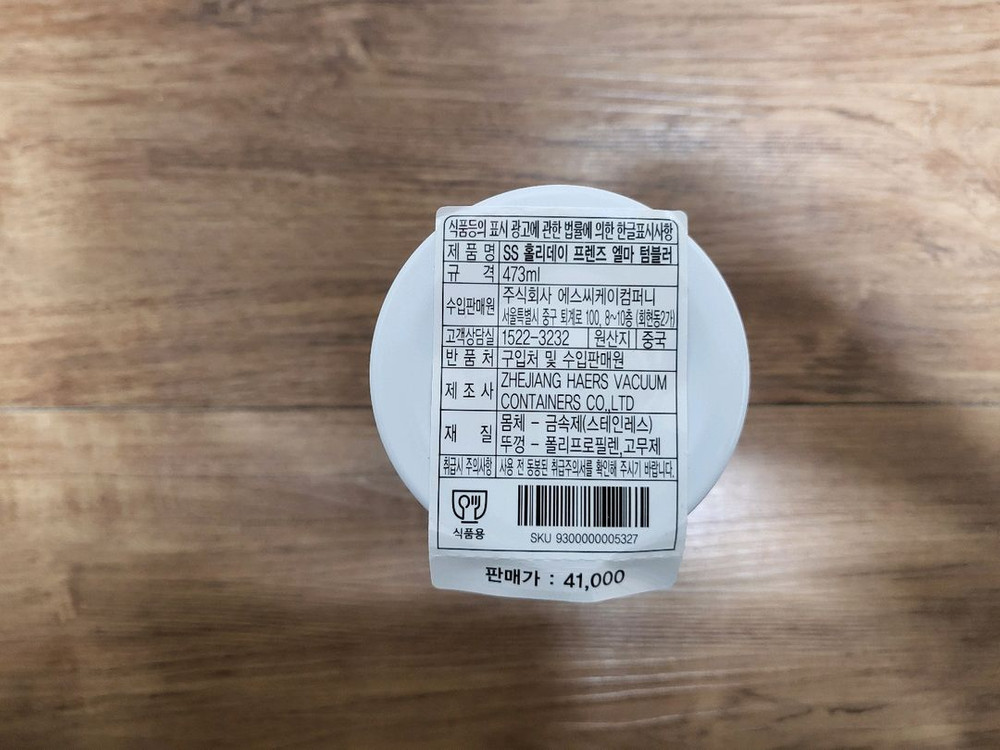 식품등의 표시 광고에 관한 법률에 의한 한글표시사항
제 품 명 SS 홀리데이 프렌즈 엘마 텀블러
규 격 473ml
수입판매원 주식회사 에스씨케이컴퍼니
서울특별시 중구 퇴계로 100, 8~10층 (회현동2가)
고객상담실 1522-3232 원산지 중국
반 품 처 구입처 및 수입판매원
제 조 사 ZHEJIANG HAERS VACUUM
CONTAINERS CO.,LTD
재 질 몸체 - 금속제(스테인레스)
뚜껑 - 폴리프로필렌,고무제
취급시 주의사항 사용 전 동봉된 취급주의서를 확인해 주시기 바랍니다.
식품용
SKU 9300000005327
판매가 : 41,000